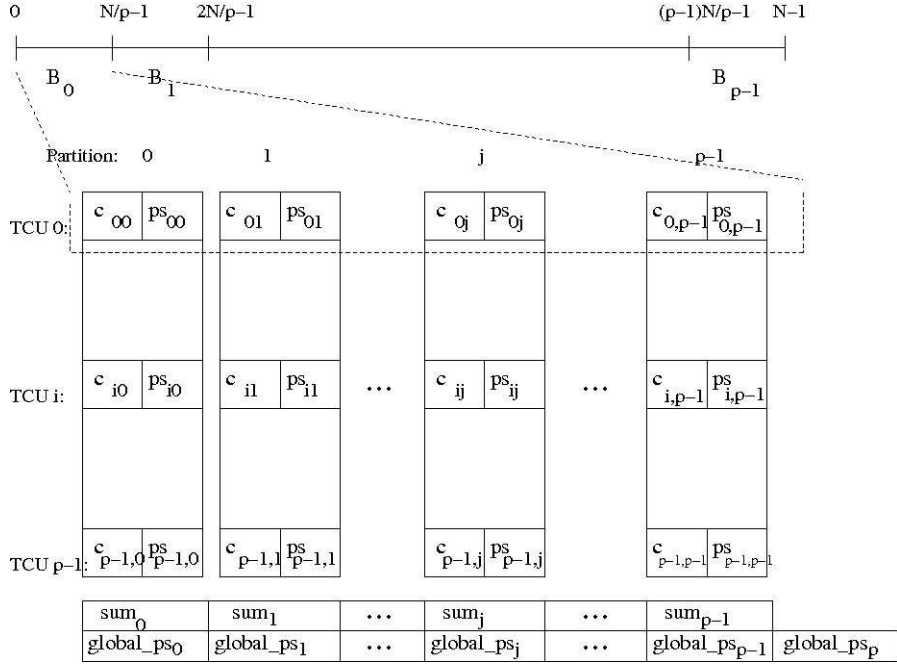 0 N/p−1 2N/p−1 (p−1)N/p−1 N−1
B0 B1 Bp−1
Partition: 0 1 j p−1
TCU 0: c00 ps00 c01 ps01 c0j ps0j c0,p−1 ps0,p−1
TCU i: ci0 psi0 ci1 psi1 ... cij psij ... ci,p−1 psi,p−1
TCU p−1: cp−1,0 psp−1,0 cp−1,1 psp−1,1 cp−1,j psp−1,j cp−1,p−1 psp−1,p−1
sum0 sum1 ... sumj ... sump−1
global_ps0 global_ps1 ... global_psj ... global_psp−1 global_psp